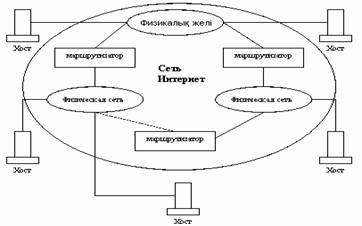 Физикалық желі
Хост
Хост
маршрутизатор
маршрутизатор
Сеть
Интернет
Физическая сеть
Физическая сеть
маршрутизатор
Хост
Хост
Хост